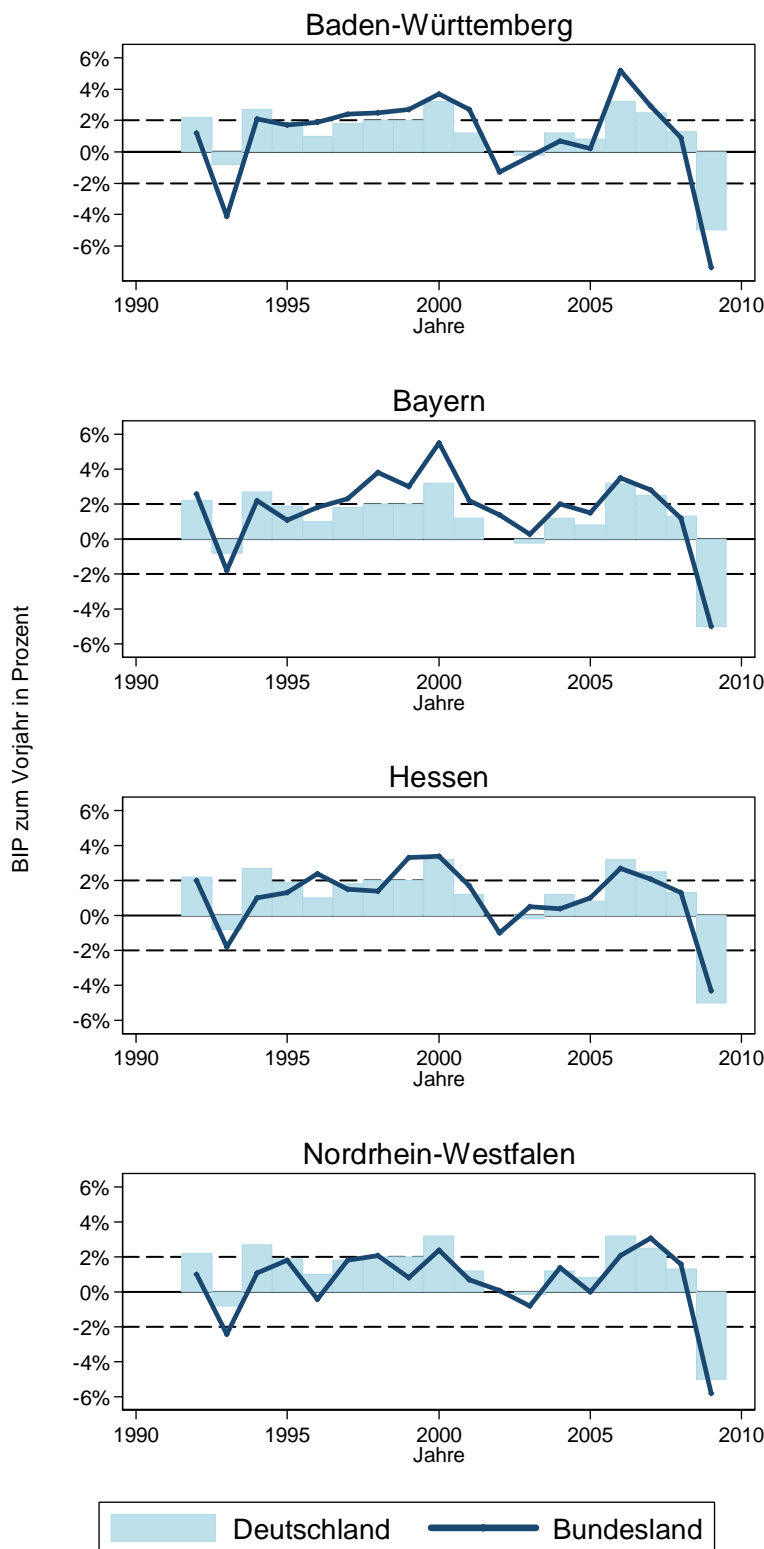 BIP zum Vorjahr in Prozent
Baden-Württemberg
6%
4%
2%
0%
-2%
-4%
-6%
1990 1995 2000 2005 2010
Jahre
Bayern
6%
4%
2%
0%
-2%
-4%
-6%
1990 1995 2000 2005 2010
Jahre
Hessen
6%
4%
2%
0%
-2%
-4%
-6%
1990 1995 2000 2005 2010
Jahre
Nordrhein-Westfalen
6%
4%
2%
0%
-2%
-4%
-6%
1990 1995 2000 2005 2010
Jahre
Deutschland Bundesland